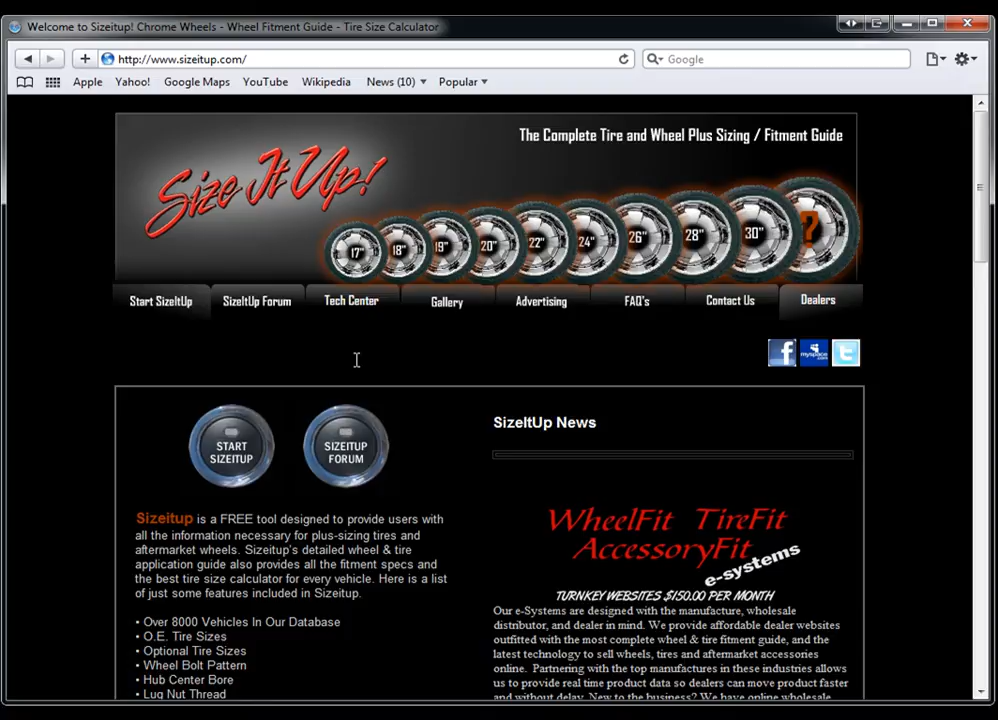 Welcome to Sizeitup! Chrome Wheels - Wheel Fitment Guide - Tire Size Calculator
http://www.sizeitup.com/
Google
Apple Yahoo! Google Maps YouTube Wikipedia News (10) Popular
The Complete Tire and Wheel Plus Sizing / Fitment Guide
Size It Up!
17" 18" 19" 20" 22" 24" 26" 28" 30" ?
Start SizeItUp SizeItUp Forum Tech Center Gallery Advertising FAQ's Contact Us Dealers
f myspace.com t
START
SIZEITUP
SIZEITUP
FORUM
Sizeitup is a FREE tool designed to provide users with
all the information necessary for plus-sizing tires and
aftermarket wheels. Sizeitup's detailed wheel & tire
application guide also provides all the fitment specs and
the best tire size calculator for every vehicle. Here is a list
of just some features included in Sizeitup.
• Over 8000 Vehicles In Our Database
• O.E. Tire Sizes
• Optional Tire Sizes
• Wheel Bolt Pattern
• Hub Center Bore
• Lug Nut Thread
SizeItUp News
WheelFit TireFit
AccessoryFit
e-systems
TURNKEY WEBSITES $150.00 PER MONTH
Our e-Systems are designed with the manufacture, wholesale
distributor, and dealer in mind. We provide affordable dealer websites
outfitted with the most complete wheel & tire fitment guide, and the
latest technology to sell wheels, tires and aftermarket accessories
online. Partnering with the top manufactures in these industries allows
us to provide real time product data so dealers can move product faster
and without delay. New to the business? We have online wholesale